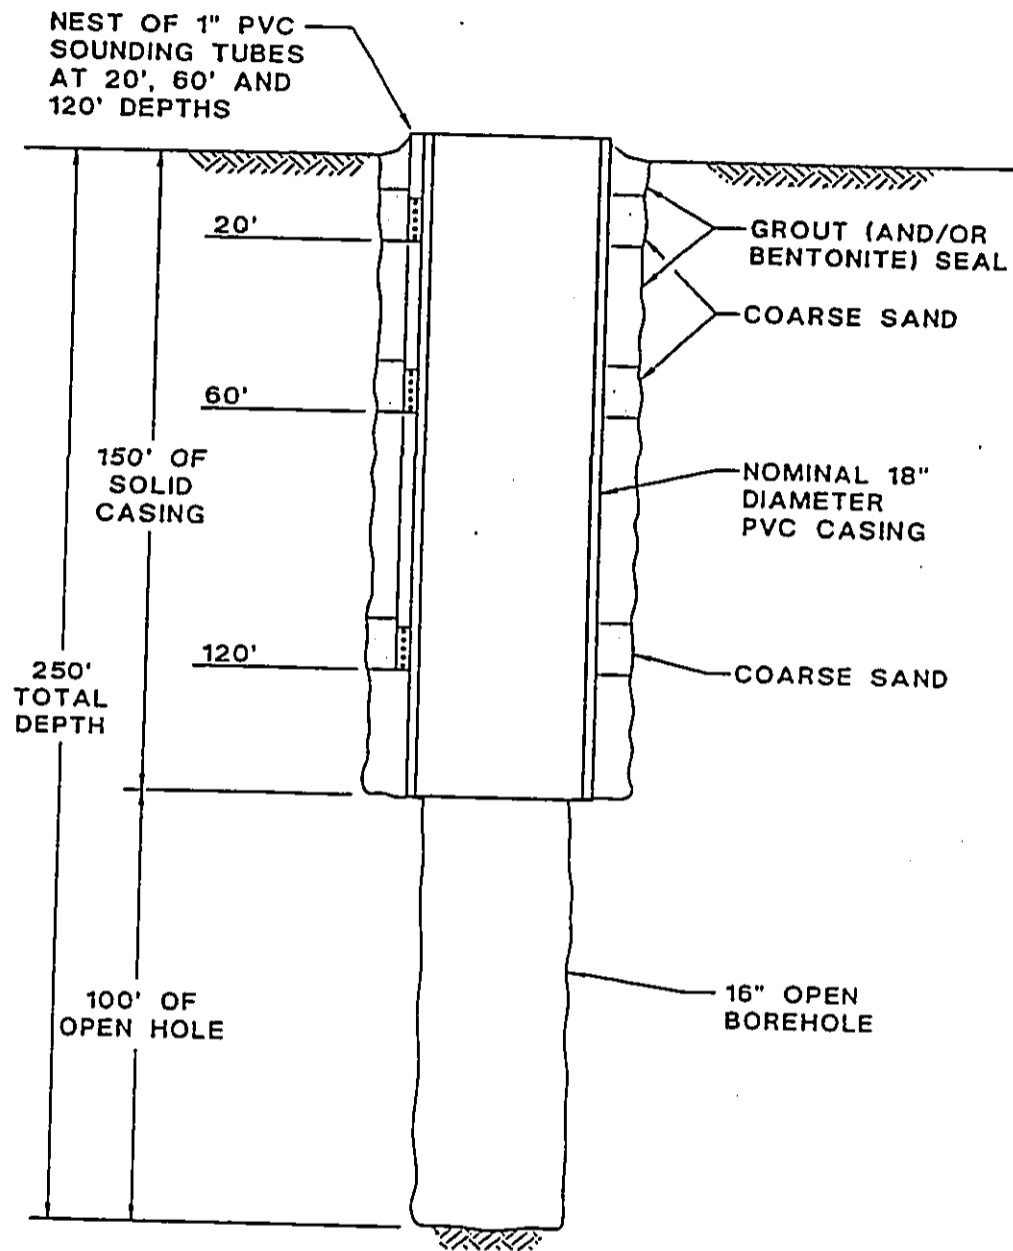 NEST OF 1" PVC
SOUNDING TUBES
AT 20', 60' AND
120' DEPTHS
20'
GROUT (AND/OR
BENTONITE) SEAL
COARSE SAND
60'
150' OF
SOLID
CASING
NOMINAL 18"
DIAMETER
PVC CASING
120'
250'
TOTAL
DEPTH
COARSE SAND
100' OF
OPEN HOLE
16" OPEN
BOREHOLE